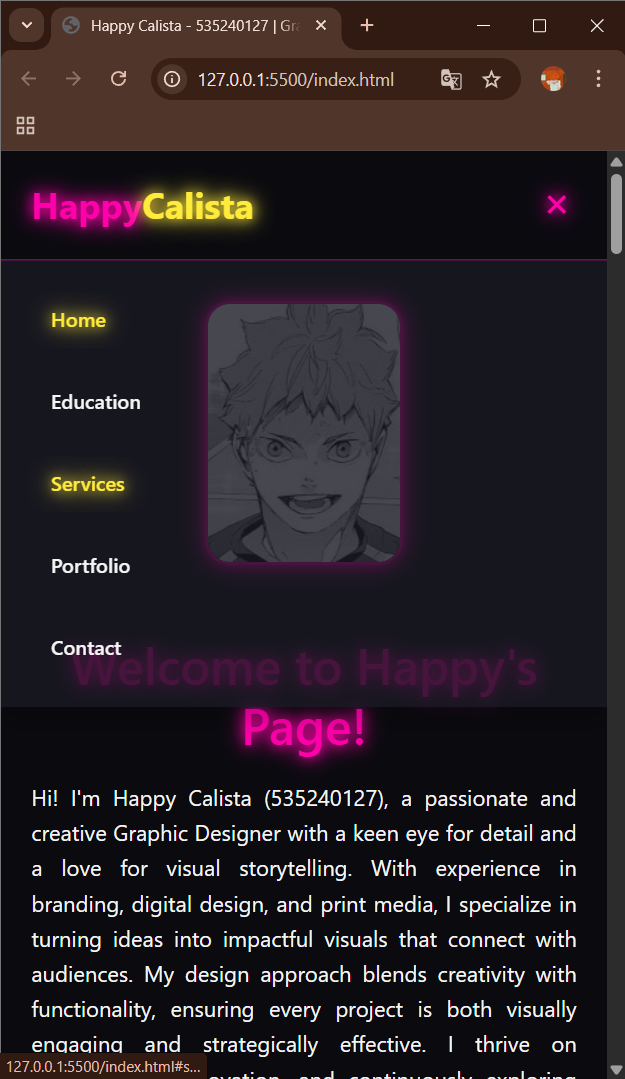 Happy Calista - 535240127 | Gra
127.0.0.1:5500/index.html
HappyCalista
Home
Education
Services
Portfolio
Contact
Welcome to Happy's
Page!
Hi! I'm Happy Calista (535240127), a passionate and
creative Graphic Designer with a keen eye for detail and
a love for visual storytelling. With experience in
branding, digital design, and print media, I specialize in
turning ideas into impactful visuals that connect with
audiences. My design approach blends creativity with
functionality, ensuring every project is both visually
engaging and strategically effective. I thrive on
127.0.0.1:5500/index.html#s...
ovation and continuously exploring